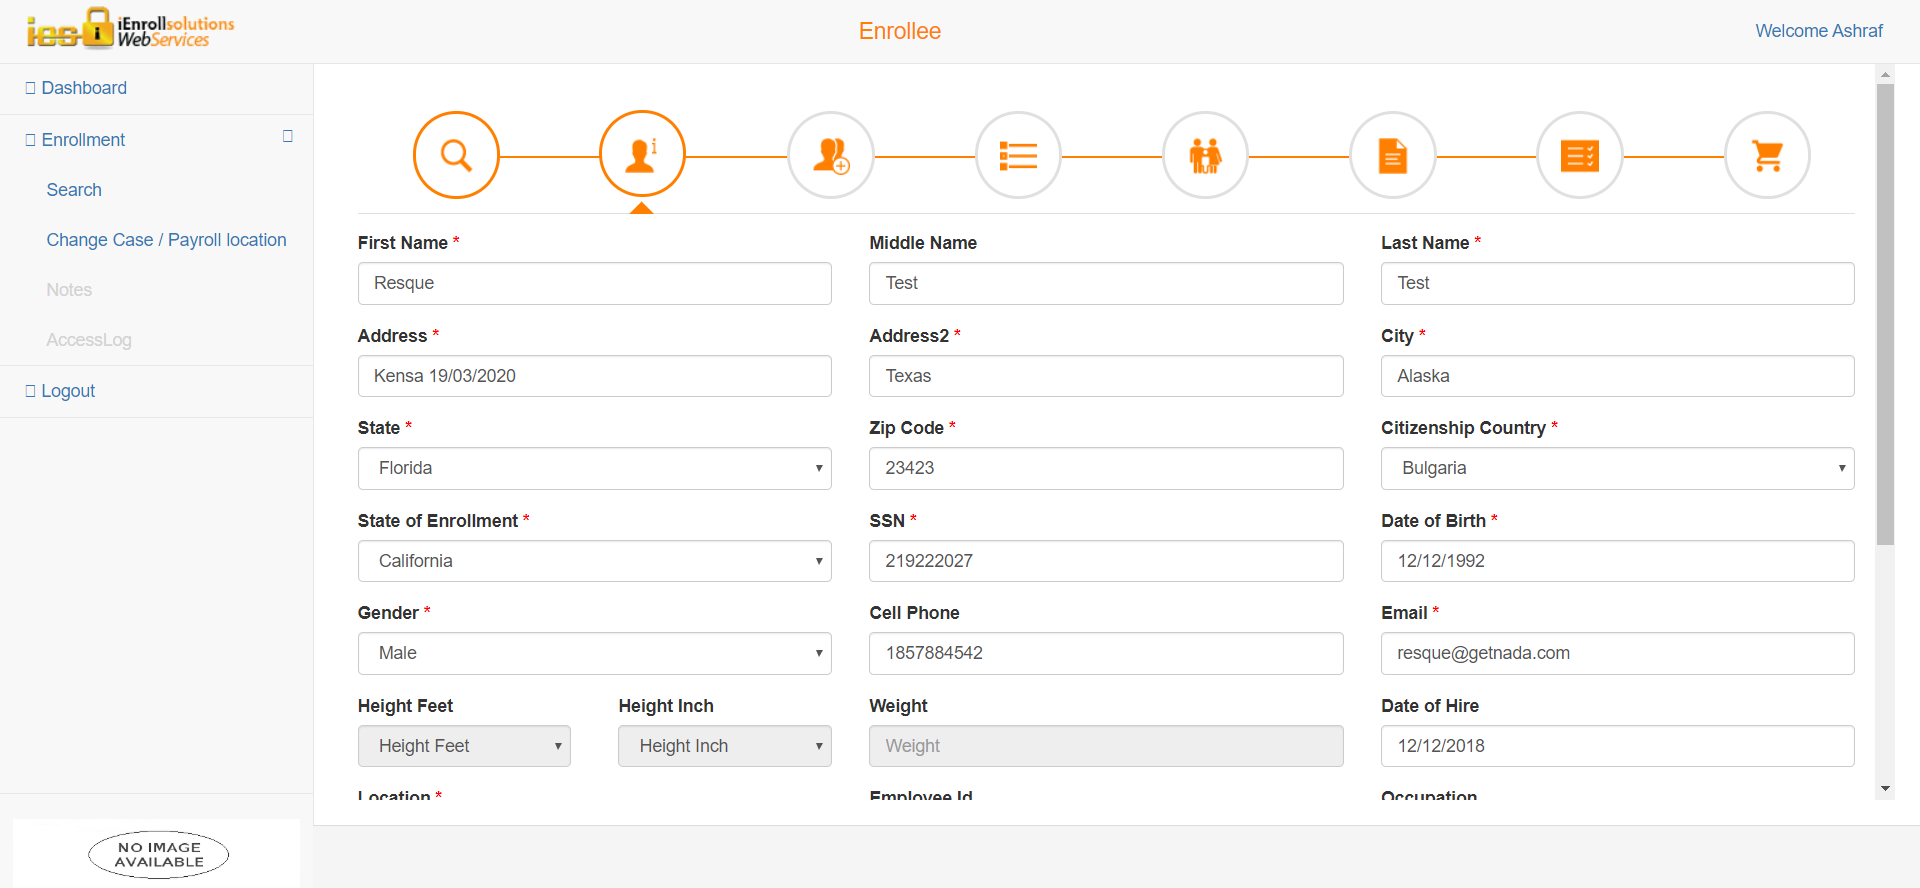 ies iEnrollsolutions
WebServices
Enrollee
Welcome Ashraf
Dashboard
Enrollment
Search
Change Case / Payroll location
Notes
AccessLog
Logout
NO IMAGE
AVAILABLE
First Name * Middle Name Last Name *
Resque Test Test
Address * Address2 * City *
Kensa 19/03/2020 Texas Alaska
State * Zip Code * Citizenship Country *
Florida 23423 Bulgaria
State of Enrollment * SSN * Date of Birth *
California 219222027 12/12/1992
Gender * Cell Phone Email *
Male 1857884542 resque@getnada.com
Height Feet Height Inch Weight Date of Hire
Height Feet Height Inch Weight 12/12/2018
Location * Employee Id Occupation